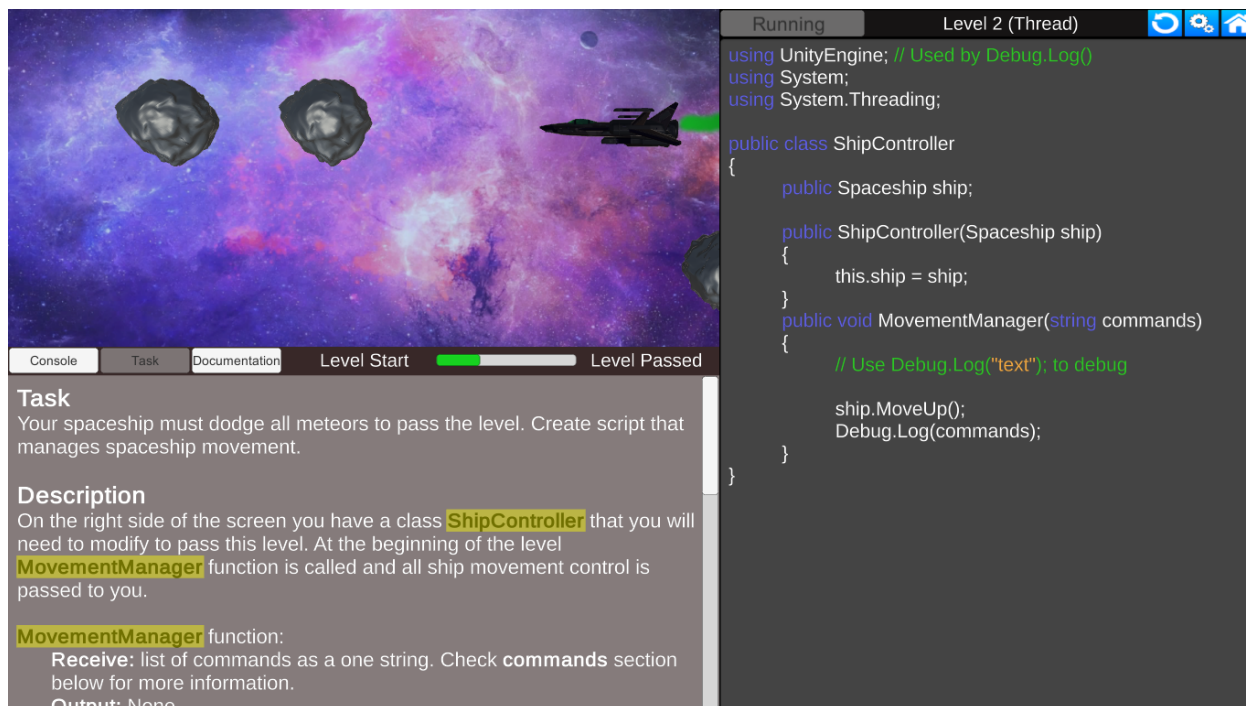 Running
Level 2 (Thread)
using UnityEngine; // Used by Debug.Log()
using System;
using System.Threading;
public class ShipController
{
public Spaceship ship;
public ShipController(Spaceship ship)
{
this.ship = ship;
}
public void MovementManager(string commands)
{
// Use Debug.Log("text"); to debug
ship.MoveUp();
Debug.Log(commands);
}
}
Console
Task
Documentation
Level Start
Level Passed
Task
Your spaceship must dodge all meteors to pass the level. Create script that
manages spaceship movement.
Description
On the right side of the screen you have a class ShipController that you will
need to modify to pass this level. At the beginning of the level
MovementManager function is called and all ship movement control is
passed to you.
MovementManager function:
Receive: list of commands as a one string. Check commands section
below for more information.
Output: None